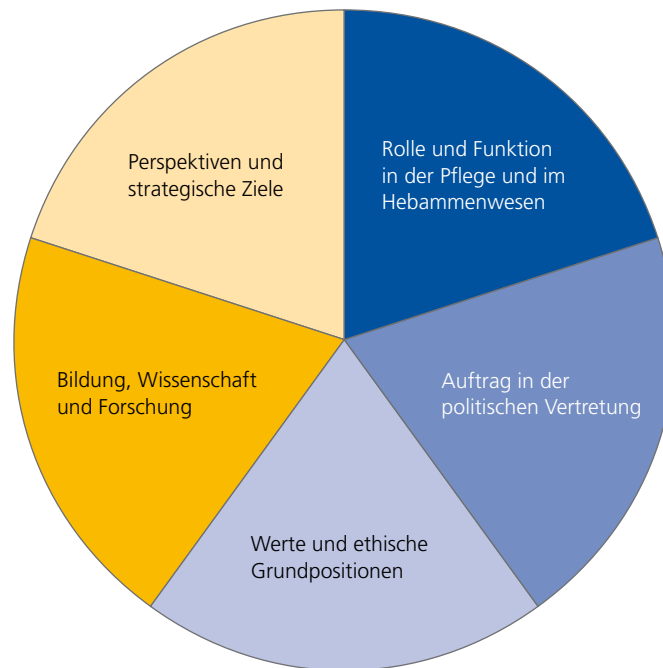 Perspektiven und
strategische Ziele
Rolle und Funktion
in der Pflege und im
Hebammenwesen
Auftrag in der
politischen Vertretung
Werte und ethische
Grundpositionen
Bildung, Wissenschaft
und Forschung